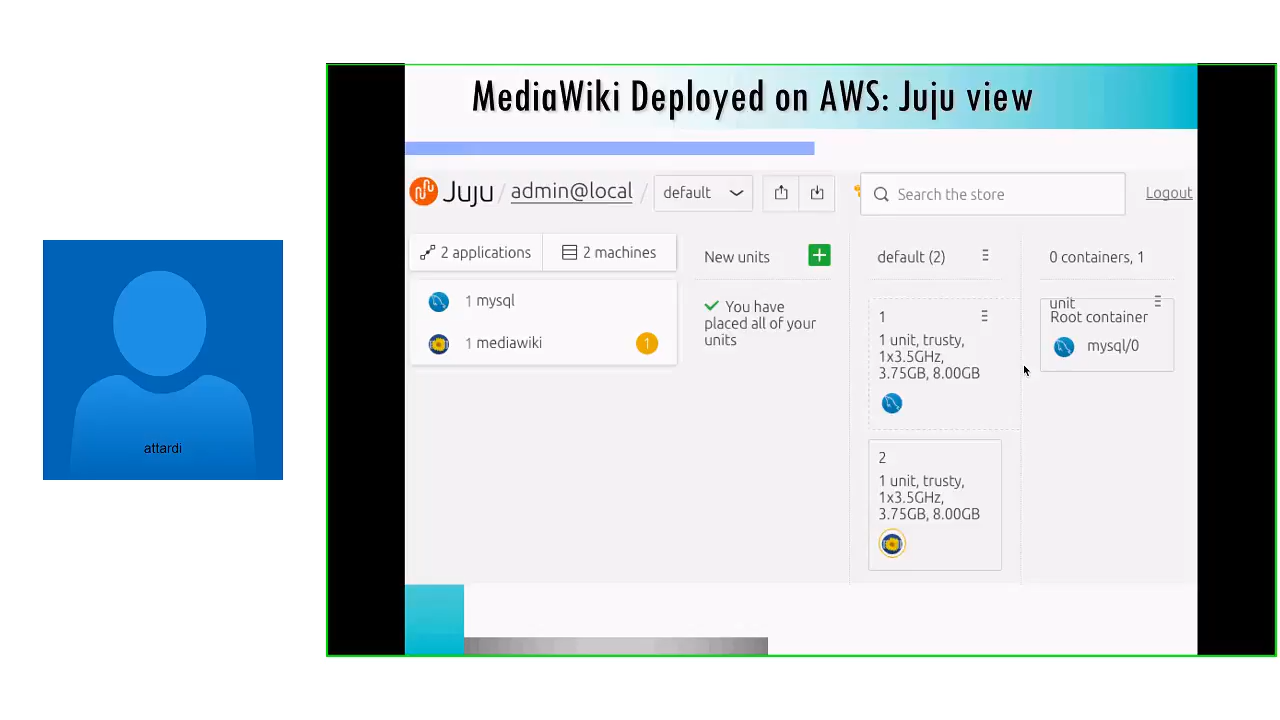 MediaWiki Deployed on AWS: Juju view
Juju / admin@local / default
Search the store
Logout
2 applications
2 machines
1 mysql
1 mediawiki
1
New units
You have
placed all of your
units
default (2)
1
1 unit, trusty,
1x3.5GHz,
3.75GB, 8.00GB
2
1 unit, trusty,
1x3.5GHz,
3.75GB, 8.00GB
0 containers, 1
unit
Root container
mysql/0
attardi